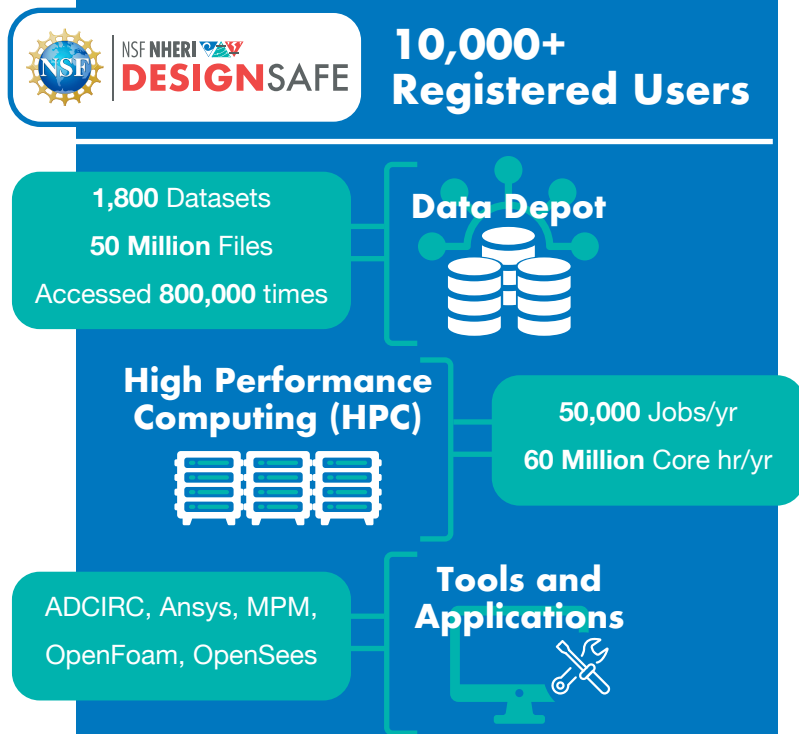 NSF
NSF NHERI
DESIGNSAFE
10,000+
Registered Users
1,800 Datasets
50 Million Files
Accessed 800,000 times
Data Depot
High Performance
Computing (HPC)
50,000 Jobs/yr
60 Million Core hr/yr
ADCIRC, Ansys, MPM,
OpenFoam, OpenSees
Tools and
Applications